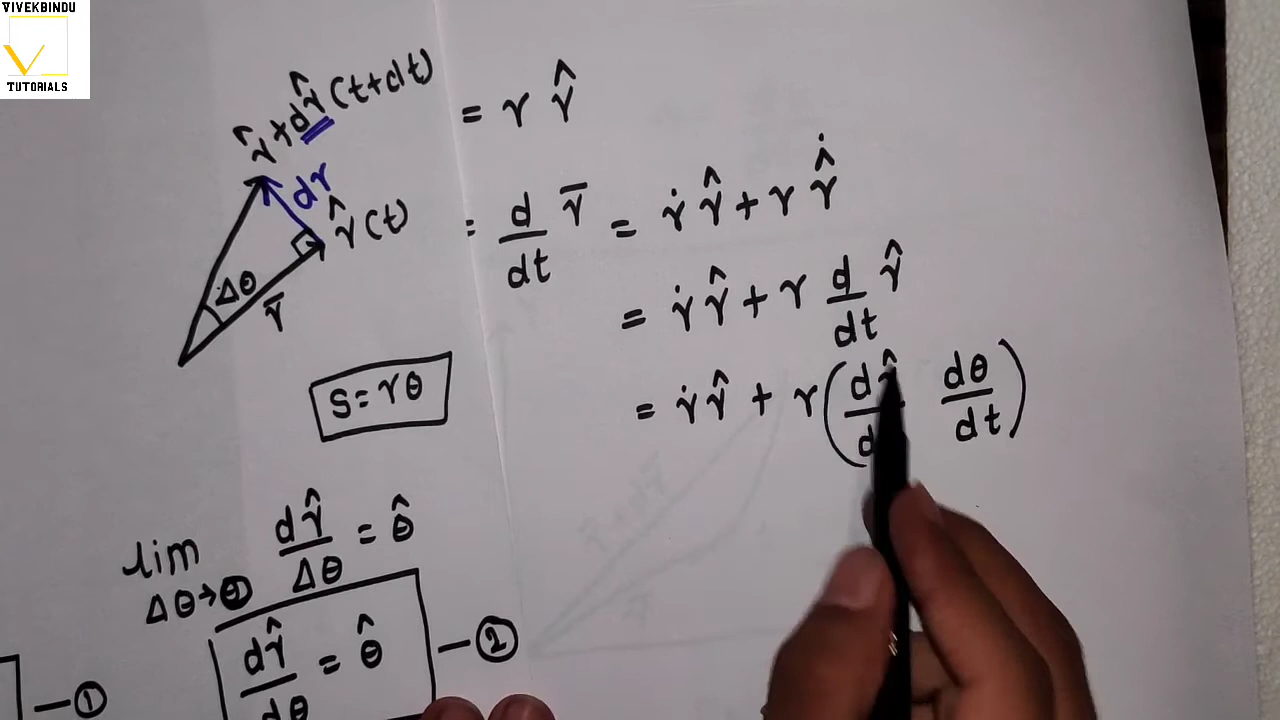 VIVEKBINDU
TUTORIALS
r̂+dr̂(t+dt)
dr
r̂(t)
Δθ
r̄
S=rθ
lim Δθ→0 dr̂/Δθ = θ̂
dr̂/dθ = θ̂ —②
—①
= r r̂
= d/dt r̄ = ṙ r̂ + r r̂̇
= ṙ r̂ + r d/dt r̂
= ṙ r̂ + r(d dθ/dt)